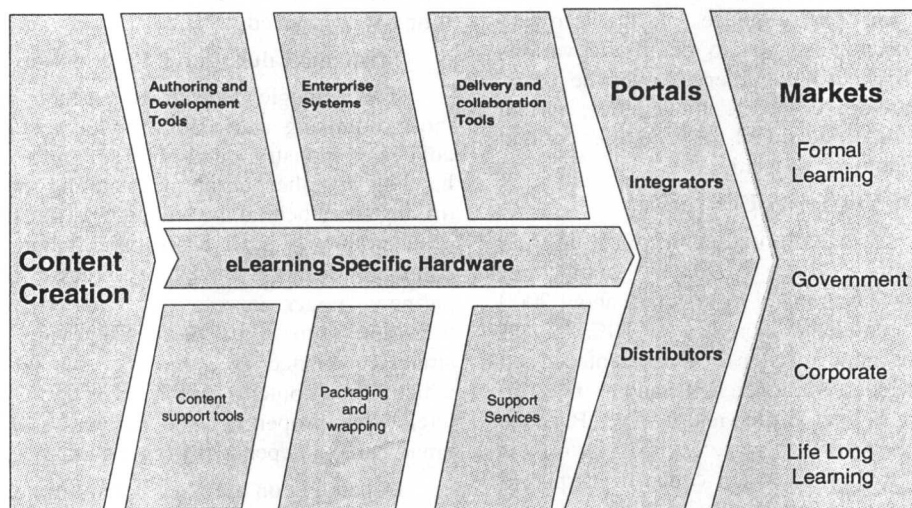 Authoring and
Development
Tools
Enterprise
Systems
Delivery and
collaboration
Tools
Portals
Integrators
Distributors
Markets
Formal
Learning
Government
Corporate
Life Long
Learning
Content
Creation
eLearning Specific Hardware
Content
support tools
Packaging
and
wrapping
Support
Services